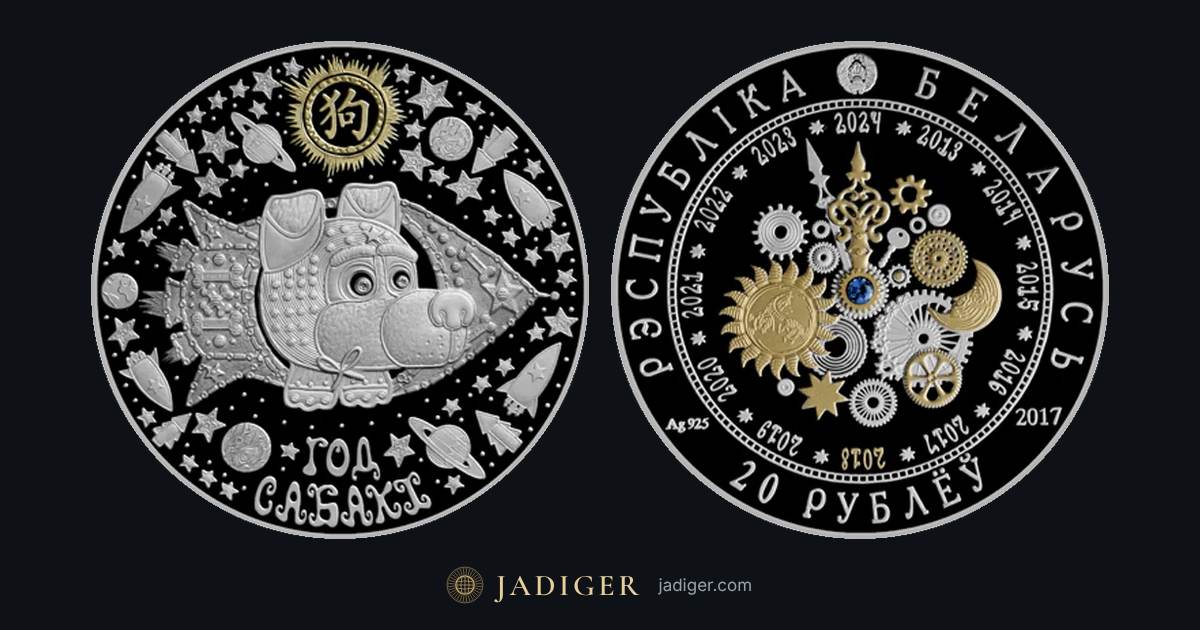 狗
ГОД
САБАКІ
РЭСПУБЛІКА БЕЛАРУСЬ
2024
2013
2014
2015
2016
2017
2018
2019
2020
2021
2022
2023
Ag 925
2017
20 РУБЛЁЎ
JADIGER
jadiger.com